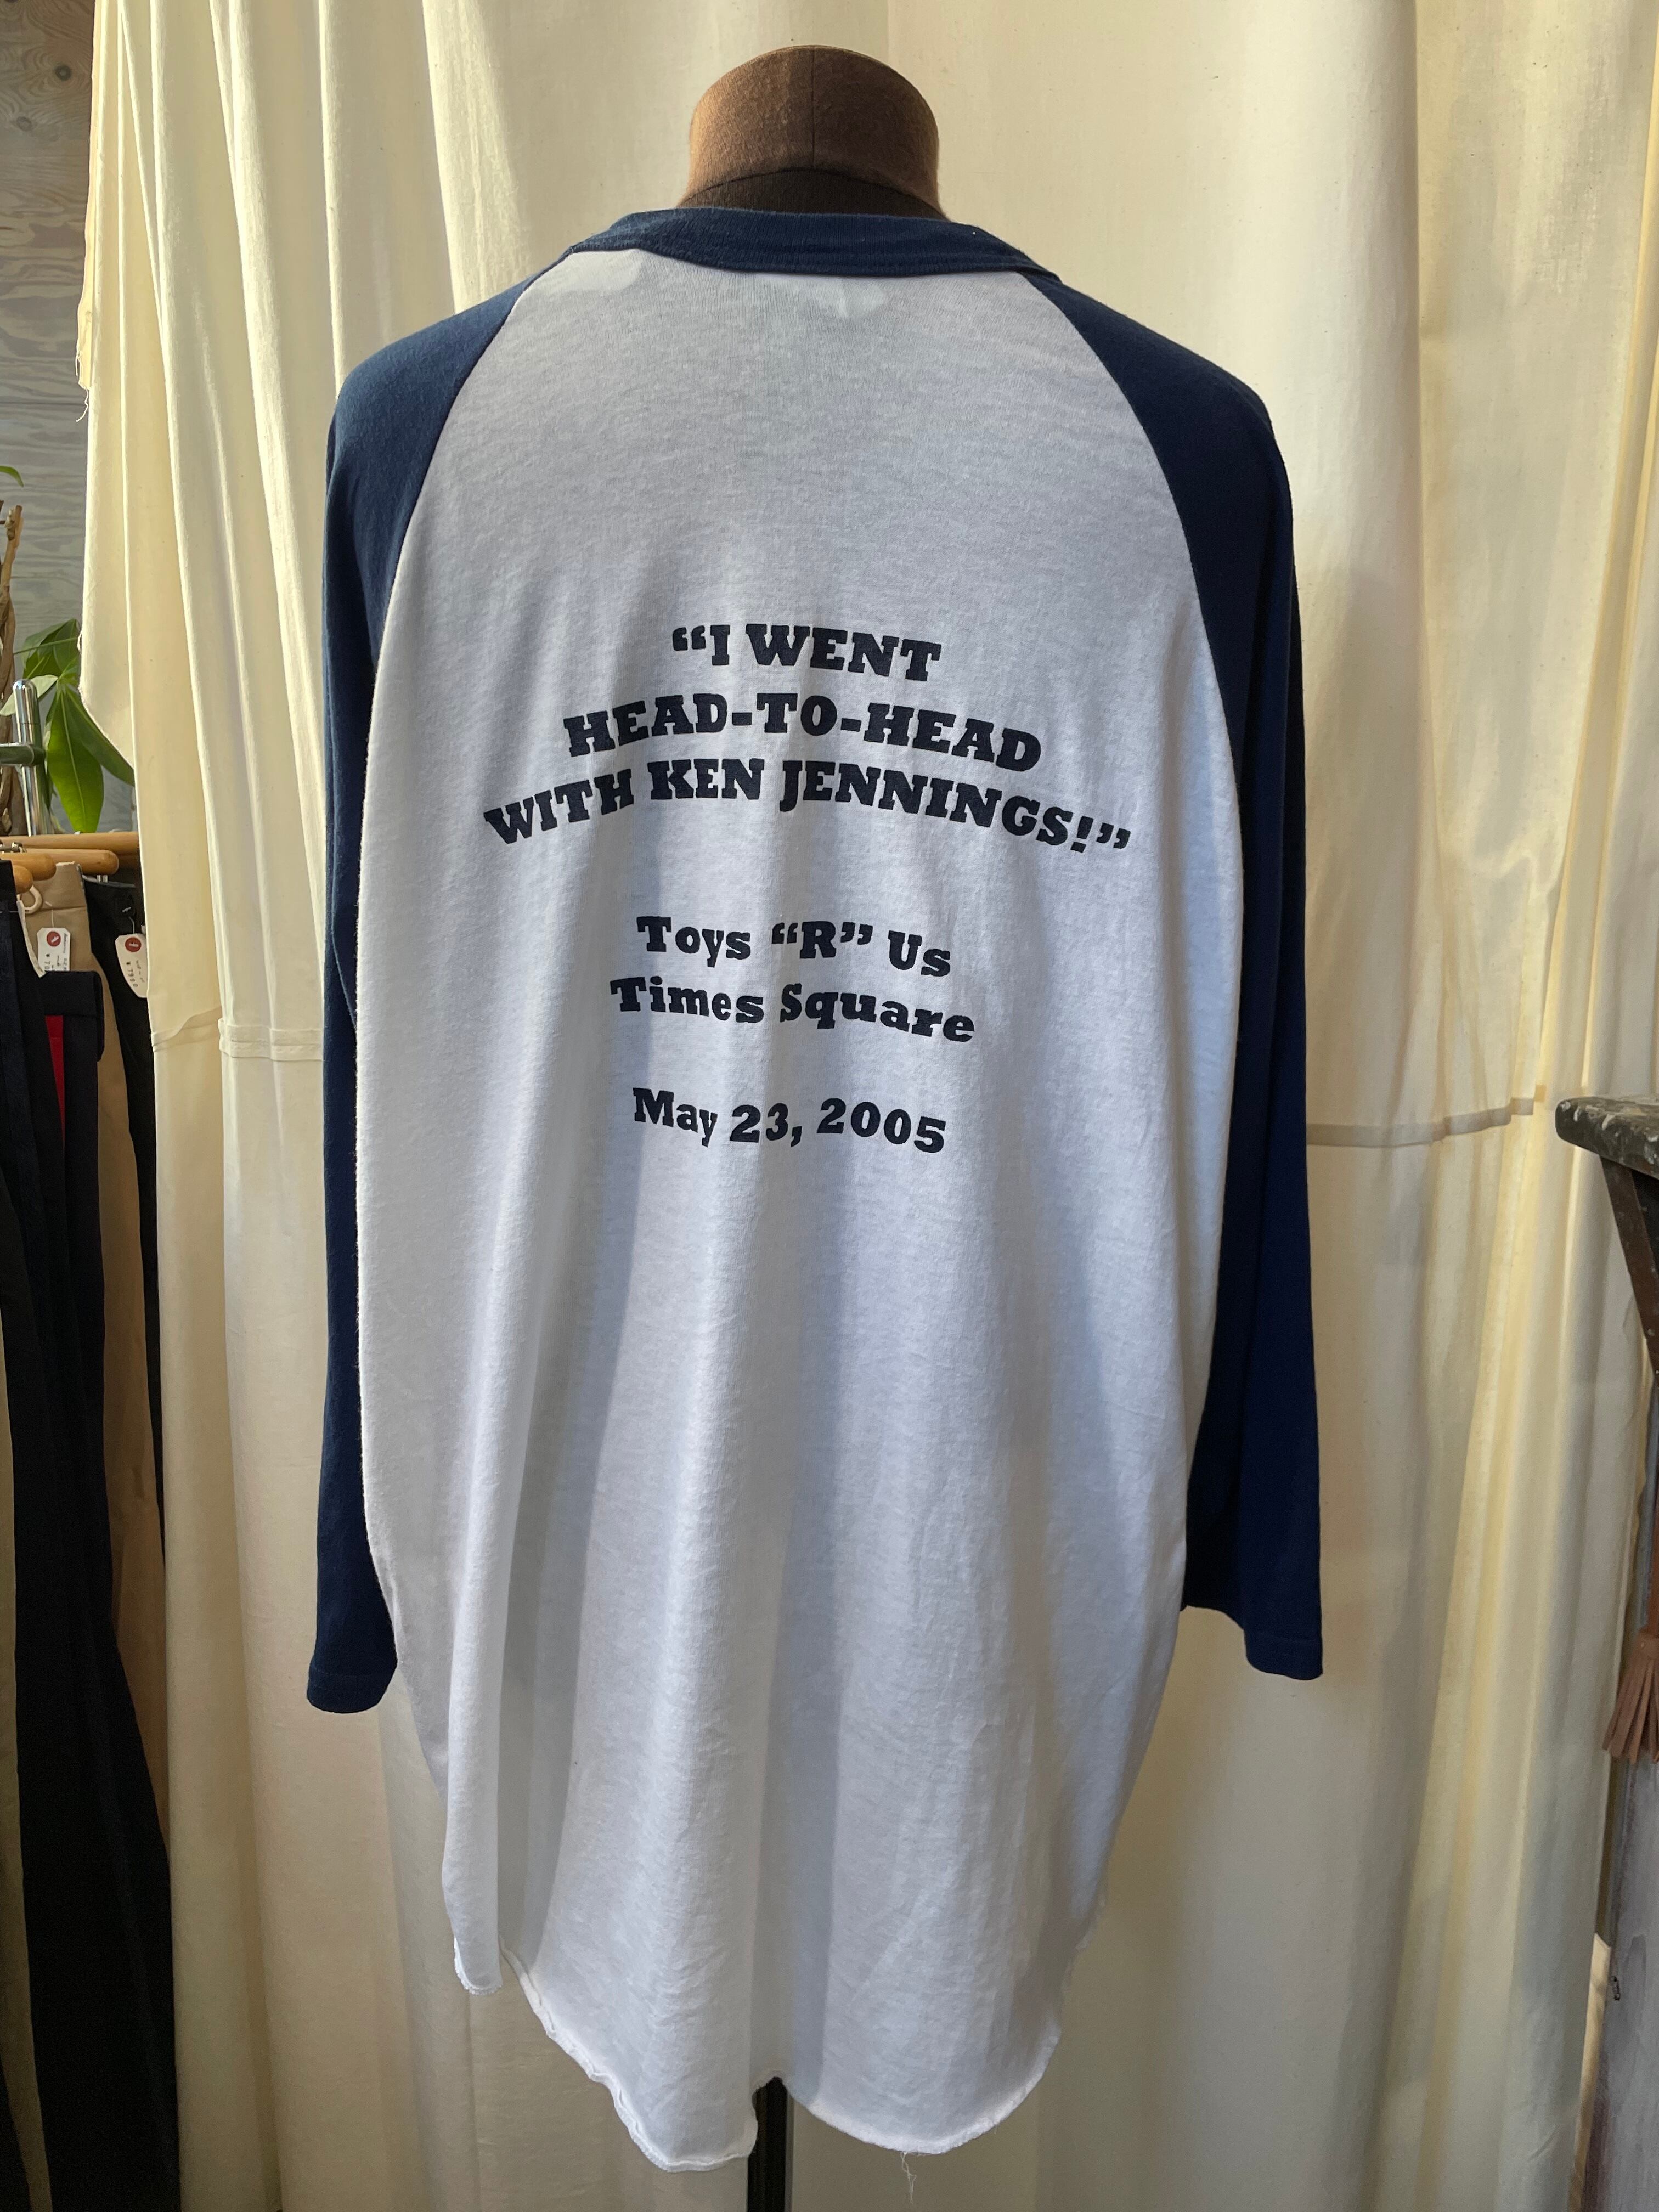 “I WENT
HEAD-TO-HEAD
WITH KEN JENNINGS!”
Toys “R” Us
Times Square
May 23, 2005